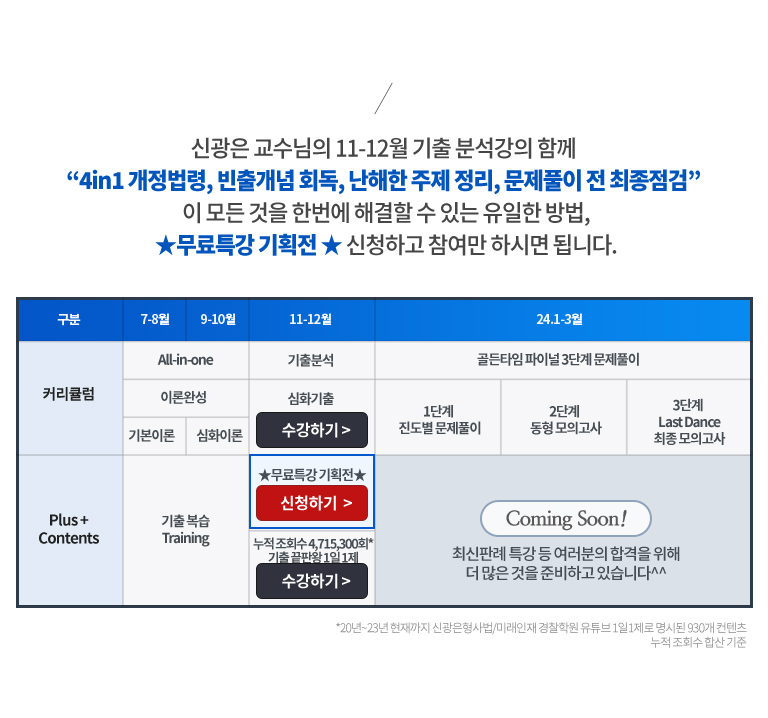 신광은 교수님의 11-12월 기출 분석강의 함께
“4in1 개정법령, 빈출개념 회독, 난해한 주제 정리, 문제풀이 전 최종점검”
이 모든 것을 한번에 해결할 수 있는 유일한 방법,
★무료특강 기획전 ★ 신청하고 참여만 하시면 됩니다.
구분 7-8월 9-10월 11-12월 24.1-3월
커리큘럼
All-in-one
이론완성
기본이론 심화이론
기출분석
심화기출
수강하기 >
골든타임 파이널 3단계 문제풀이
1단계
진도별 문제풀이
2단계
동형 모의고사
3단계
Last Dance
최종 모의고사
Plus +
Contents
기출 복습
Training
★무료특강 기획전★
신청하기 >
누적 조회수 4,715,300회*
기출 끝판왕 1일 1제
수강하기 >
Coming Soon!
최신판례 특강 등 여러분의 합격을 위해
더 많은 것을 준비하고 있습니다^^
*20년~23년 현재까지 신광은형사법/미래인재 경찰학원 유튜브 1일1제로 명시된 930개 컨텐츠
누적 조회수 합산 기준